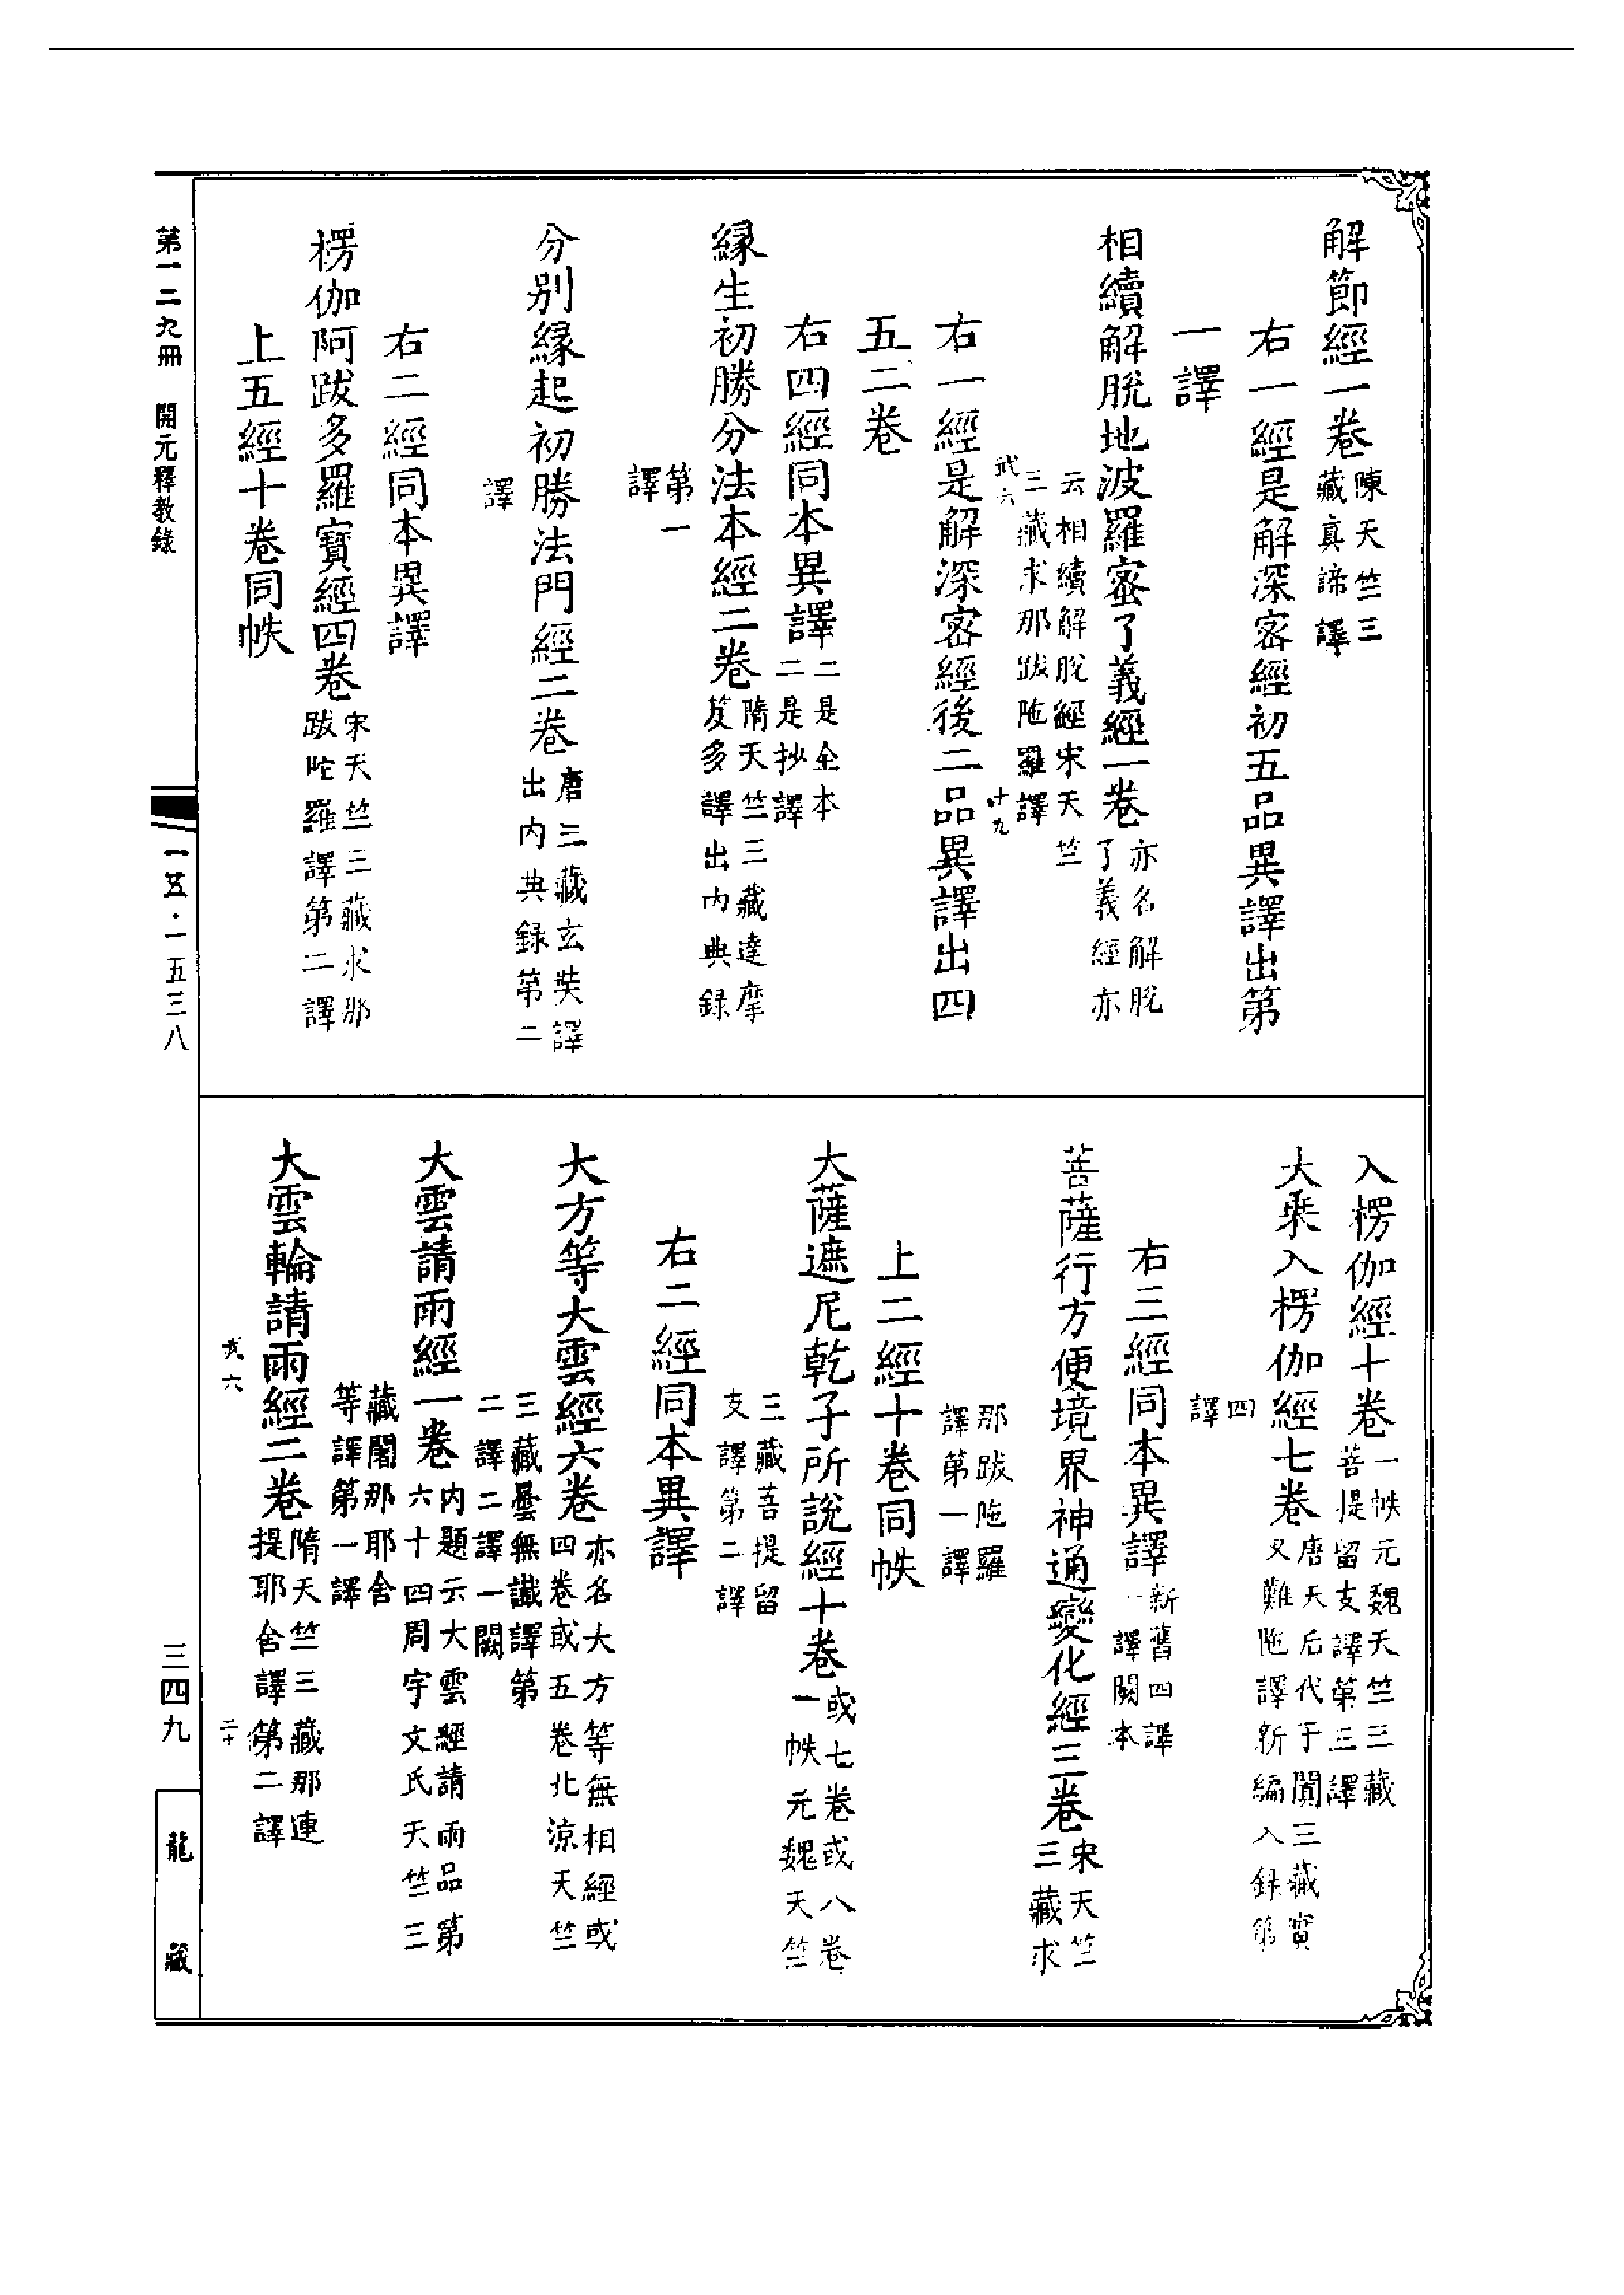 解節經一卷陳天竺三藏真諦譯
右一經是解深密經初五品異譯出第
一譯
相續解脫地波羅蜜了義經一卷亦名解脫了義經亦
云相續解脫經宋天竺三藏求那跋陁羅譯
武六
十九
右一經是解深密經後二品異譯出四
五二卷
右四經同本異譯二是全本二是抄譯
緣生初勝分法本經二卷隋天竺三藏達摩笈多譯出內典錄
第一譯
分別緣起初勝法門經二卷唐三藏玄奘譯出內典錄第二
譯
右二經同本異譯
楞伽阿跋多羅寶經四卷宋天竺三藏求那跋陀羅譯第二譯
上五經十卷同帙
第一二九冊 開元釋教錄
一五·一五三八
入楞伽經十卷一帙元魏天竺三藏菩提留支譯第三譯
大乘入楞伽經七卷唐天后代于闐三藏實叉難陁譯新編入錄第
四譯
右三經同本異譯新舊四譯一譯闕本
菩薩行方便境界神通變化經三卷宋天竺三藏求
那跋陁羅譯第一譯
上二經十卷同帙
大薩遮尼乾子所說經十卷或七卷或八卷一帙元魏天竺
三藏菩提留支譯第二譯
右二經同本異譯
大方等大雲經六卷亦名大方等無相經或四卷或五卷北涼天竺
三藏曇無讖譯第二譯二譯一闕
大雲請雨經一卷內題云大雲經請雨品第六十四周宇文氏天竺三
藏闍那耶舍等譯第一譯
大雲輪請雨經二卷隋天竺三藏那連提耶舍譯第二譯
武六
二十
三四九
龍藏